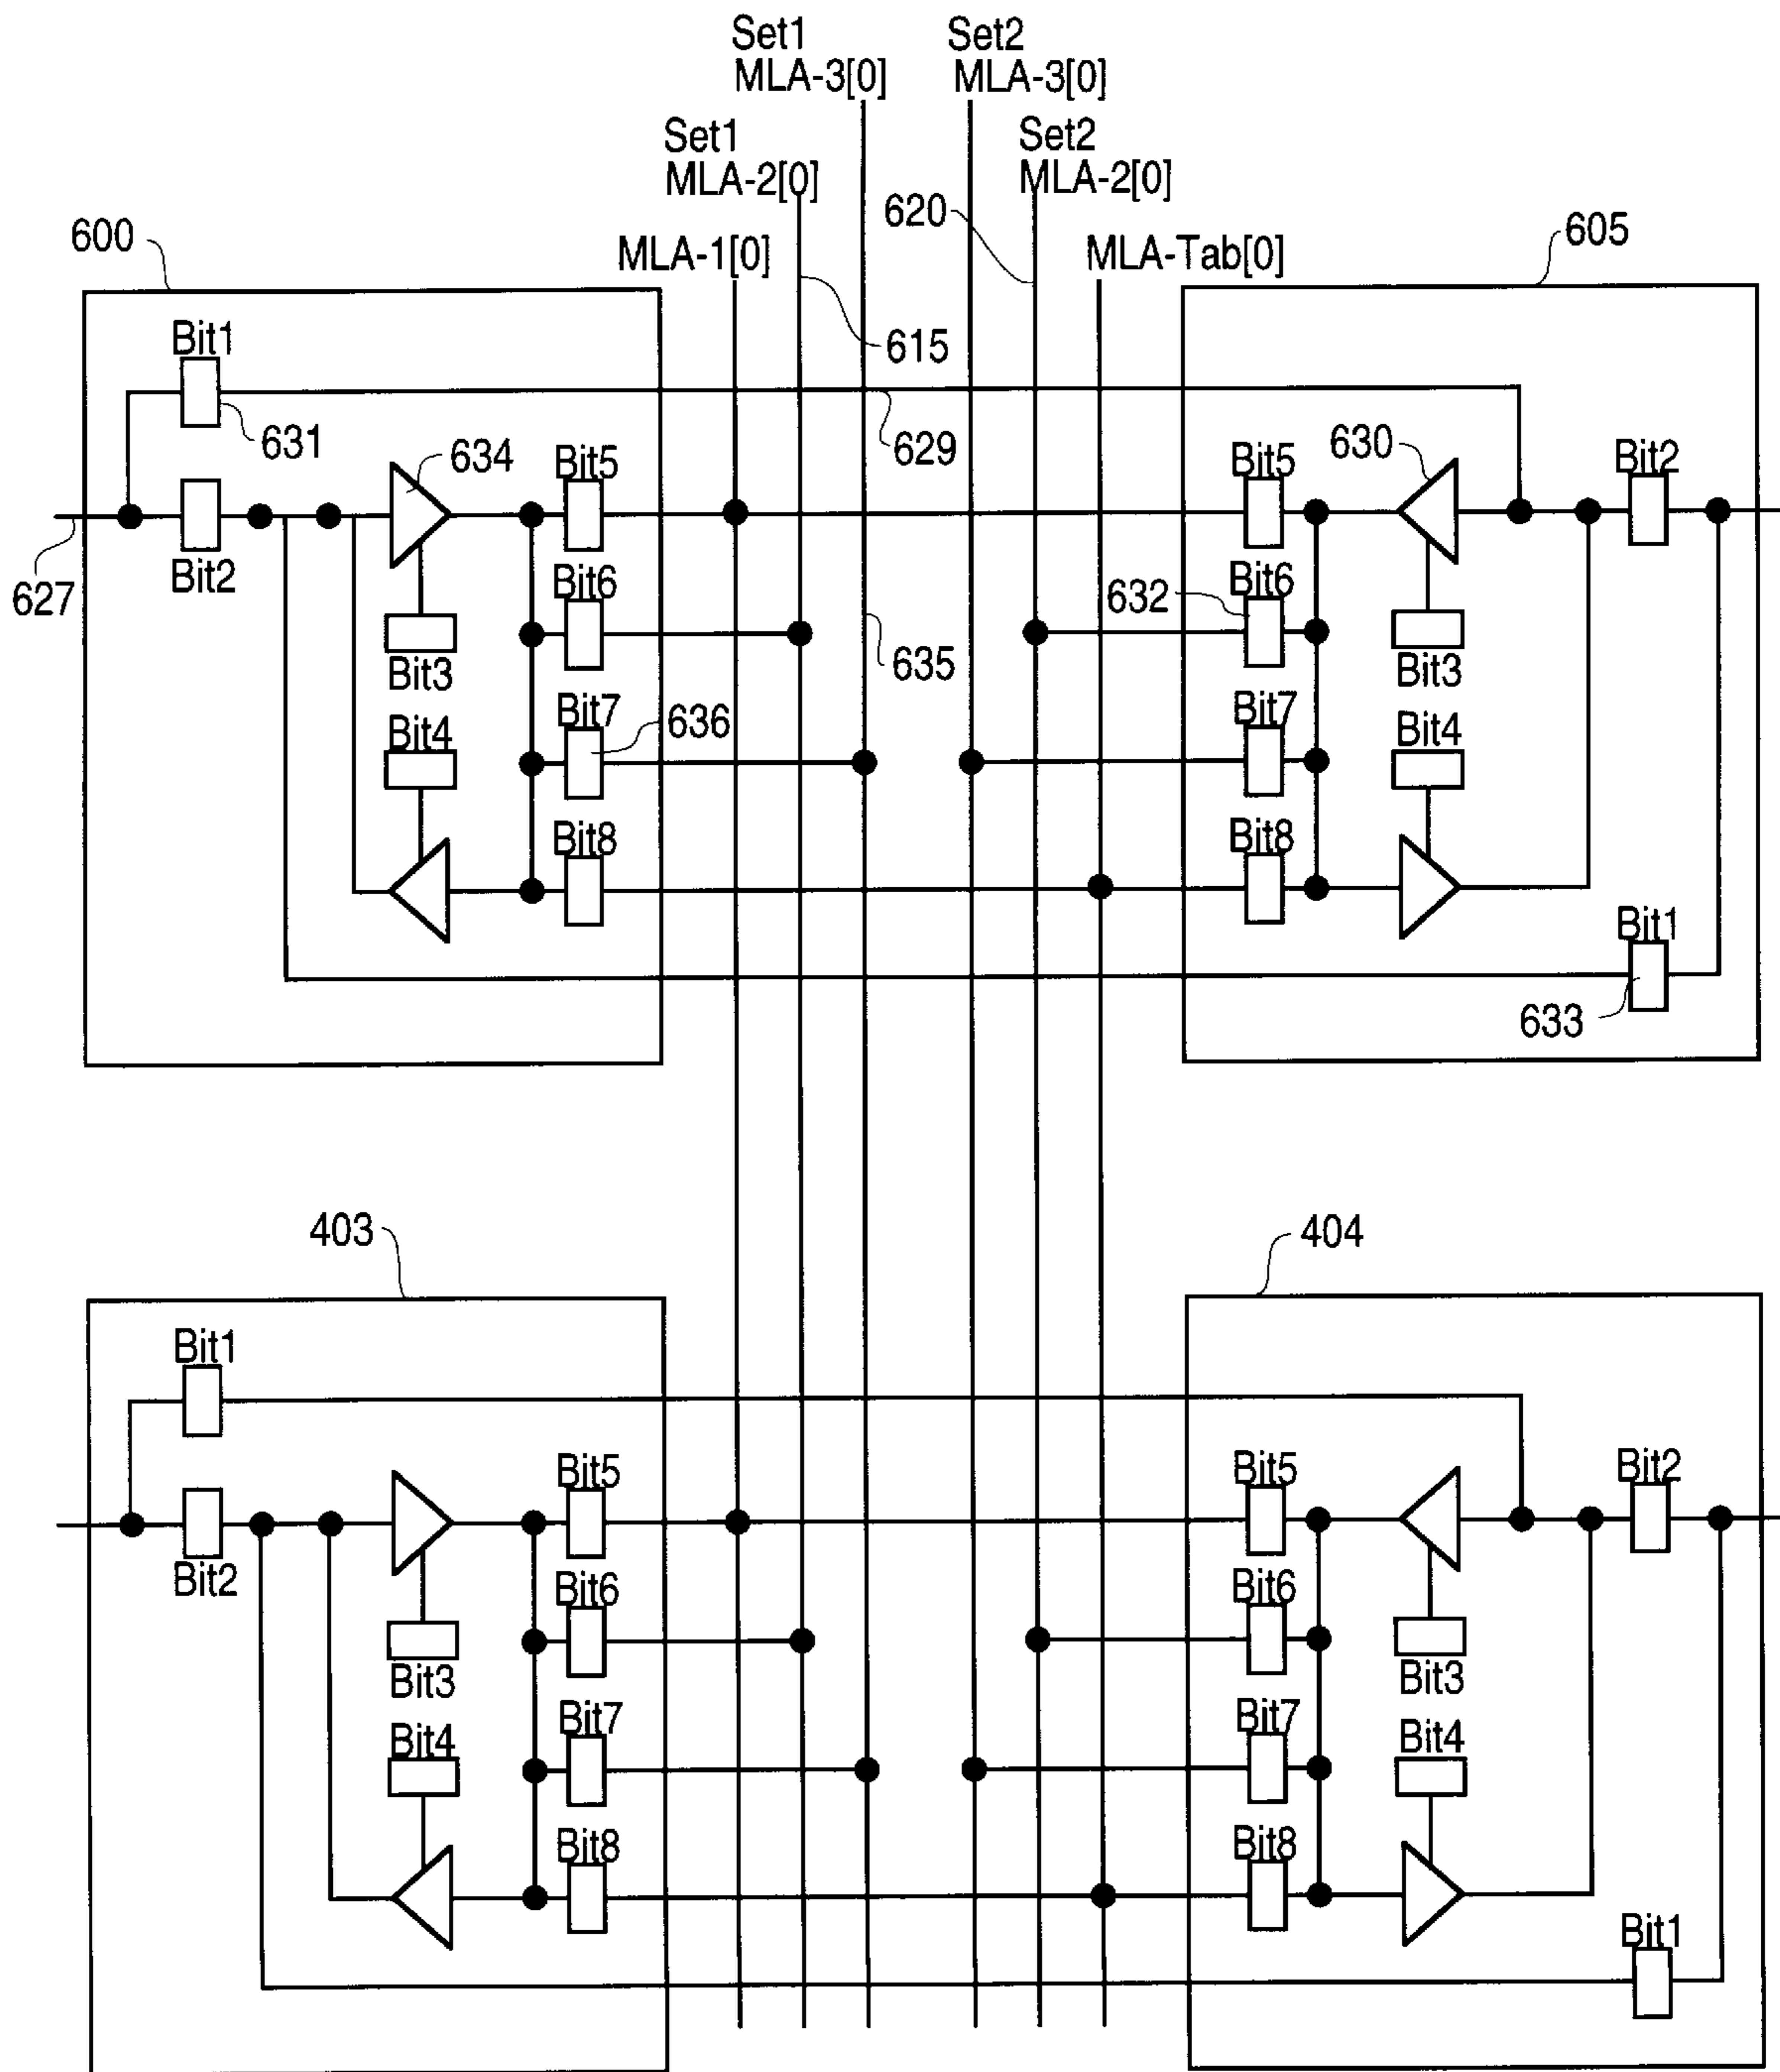 Set1
MLA-3[0]
Set2
MLA-3[0]
Set1
MLA-2[0]
Set2
MLA-2[0]
620
MLA-1[0]
MLA-Tab[0]
600
605
615
Bit1
631
629
634
630
Bit5
Bit5
Bit2
627
Bit2
Bit6
632
Bit6
Bit3
635
Bit3
Bit7
636
Bit7
Bit4
Bit4
Bit8
Bit8
Bit1
633
403
404
Bit1
Bit5
Bit5
Bit2
Bit2
Bit6
Bit6
Bit3
Bit3
Bit7
Bit7
Bit4
Bit4
Bit8
Bit8
Bit1